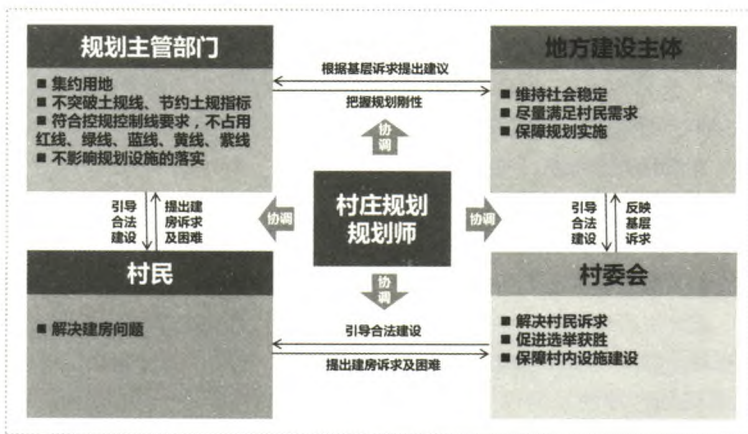 规划主管部门
■ 集约用地
■ 不突破土规线、节约土规指标
■ 符合控规控制线要求，不占用
红线、绿线、蓝线、黄线、紫线
■ 不影响规划设施的落实
根据基层诉求提出建议
把握规划刚性
地方建设主体
■ 维持社会稳定
■ 尽量满足村民需求
■ 保障规划实施
协
调
引导
合法
建设
提出建
房诉求
及困难
协调
村庄规划
规划师
协调
引导
合法
建设
反映
基层
诉求
协
调
村民
■ 解决建房问题
引导合法建设
提出建房诉求及困难
村委会
■ 解决村民诉求
■ 促进选举获胜
■ 保障村内设施建设